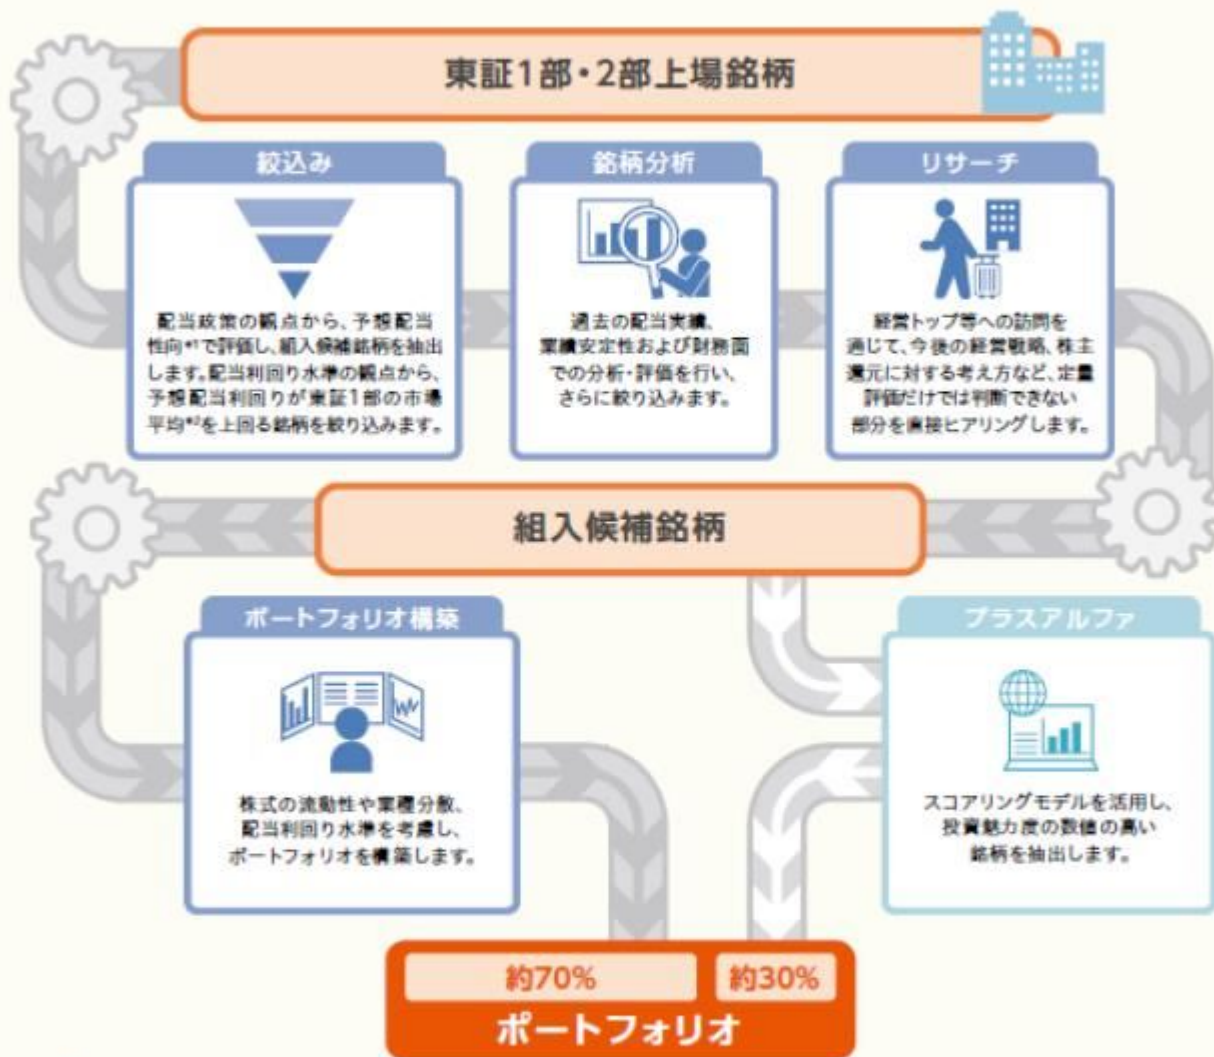 東証1部・2部上場銘柄
絞込み
配当政策の観点から、予想配当
性向*1で評価し、組入候補銘柄を抽出
します。配当利回り水準の観点から、
予想配当利回りが東証1部の市場
平均*2を上回る銘柄を絞り込みます。
銘柄分析
過去の配当実績、
業績安定性および財務面
での分析・評価を行い、
さらに絞り込みます。
リサーチ
経営トップ等への訪問を
通じて、今後の経営戦略、株主
還元に対する考え方など、定量
評価だけでは判断できない
部分を直接ヒアリングします。
組入候補銘柄
ポートフォリオ構築
株式の流動性や業種分散、
配当利回り水準を考慮し、
ポートフォリオを構築します。
プラスアルファ
スコアリングモデルを活用し、
投資魅力度の数値の高い
銘柄を抽出します。
約70%
約30%
ポートフォリオ